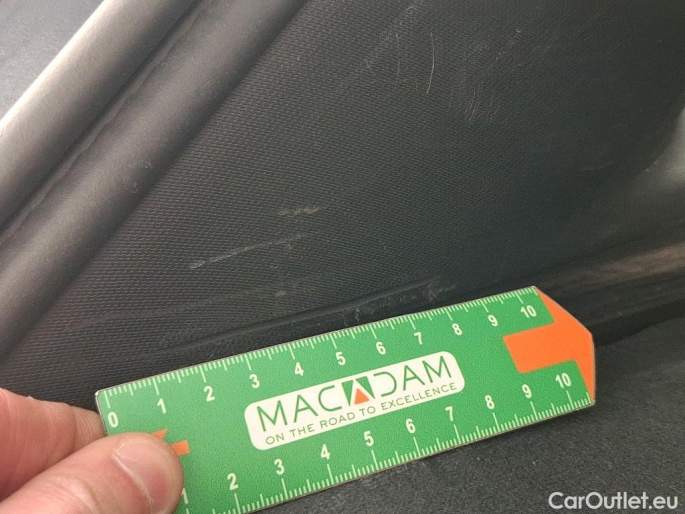 0 1 2 3 4 5 6 7 8 9 10
MACADAM
ON THE ROAD TO EXCELLENCE
1 2 3 4 5 6 7 8 9 10
CarOutlet.eu